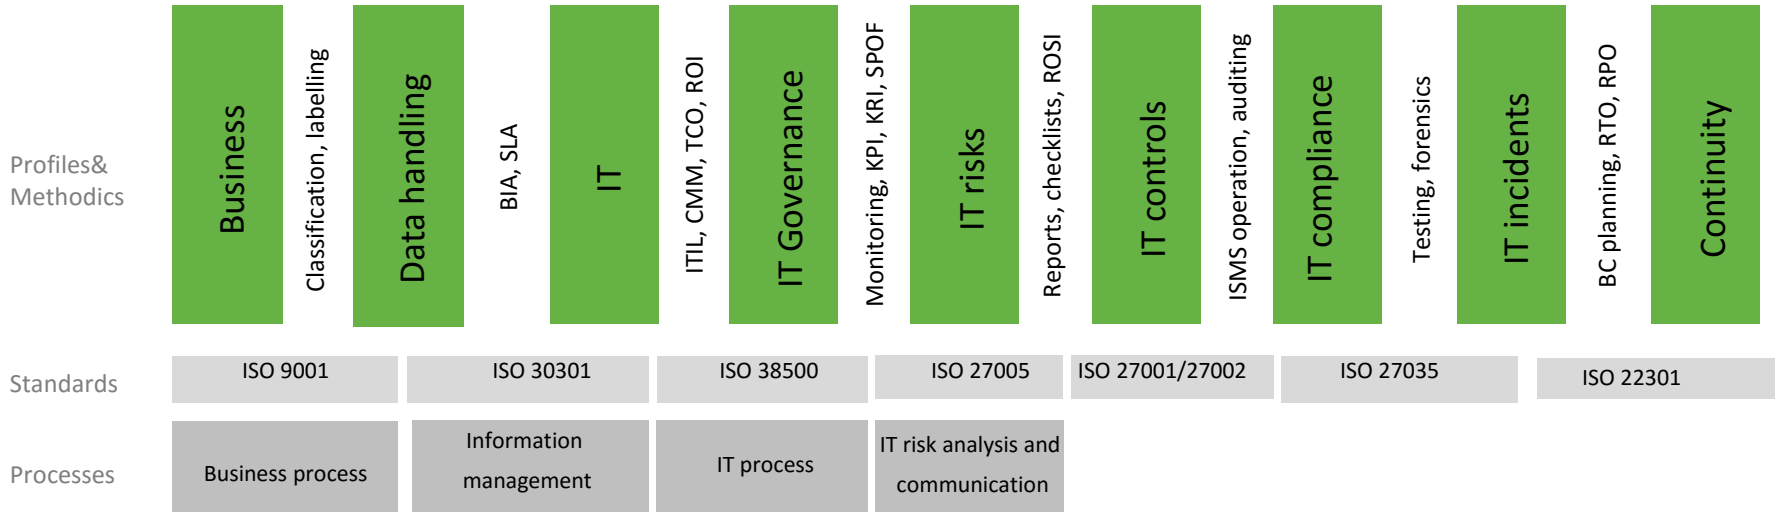 Profiles&
Methodics
Business
Classification, labelling
Data handling
BIA, SLA
IT
ITIL, CMM, TCO, ROI
IT Governance
Monitoring, KPI, KRI, SPOF
IT risks
Reports, checklists, ROSI
IT controls
ISMS operation, auditing
IT compliance
Testing, forensics
IT incidents
BC planning, RTO, RPO
Continuity
Standards
ISO 9001
ISO 30301
ISO 38500
ISO 27005
ISO 27001/27002
ISO 27035
ISO 22301
Processes
Business process
Information
management
IT process
IT risk analysis and
communication